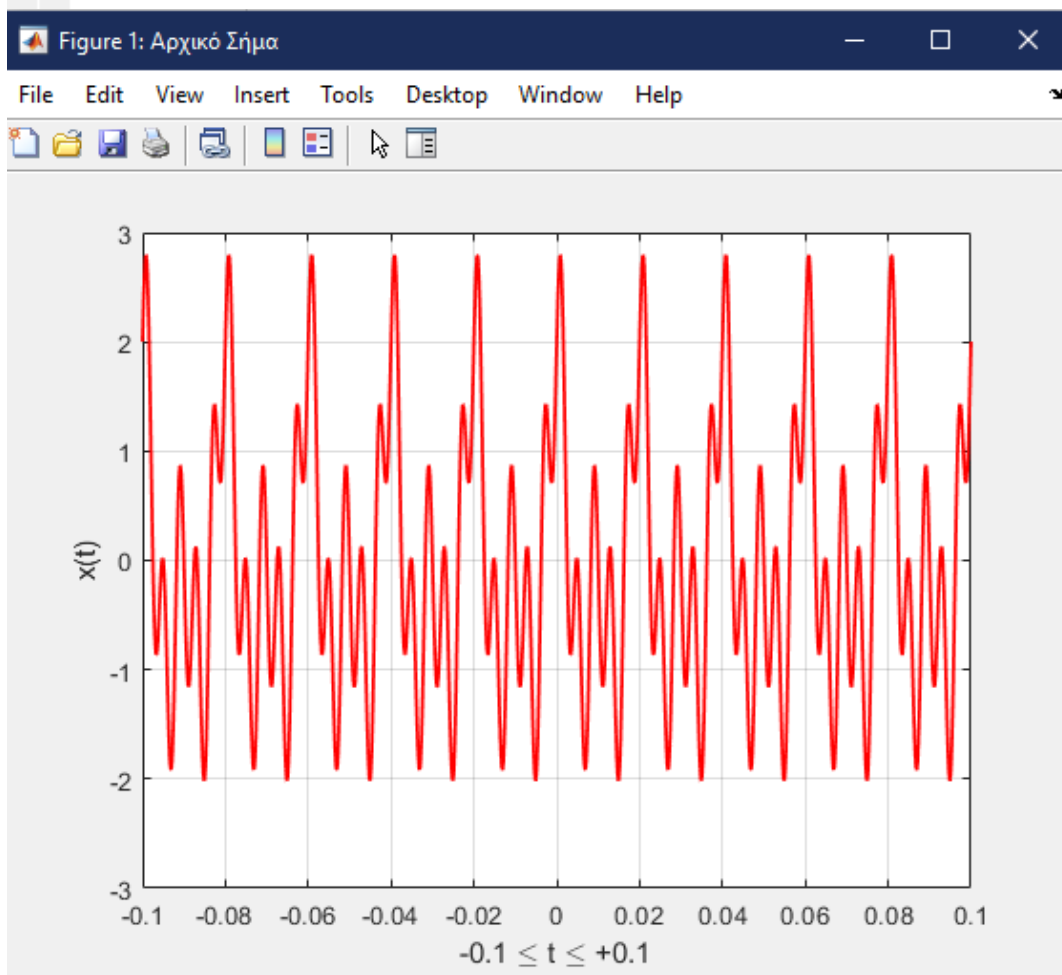 Figure 1: Αρχικό Σήμα
File Edit View Insert Tools Desktop Window Help
3
2
1
0
-1
-2
-3
x(t)
-0.1 -0.08 -0.06 -0.04 -0.02 0 0.02 0.04 0.06 0.08 0.1
-0.1 ≤ t ≤ +0.1